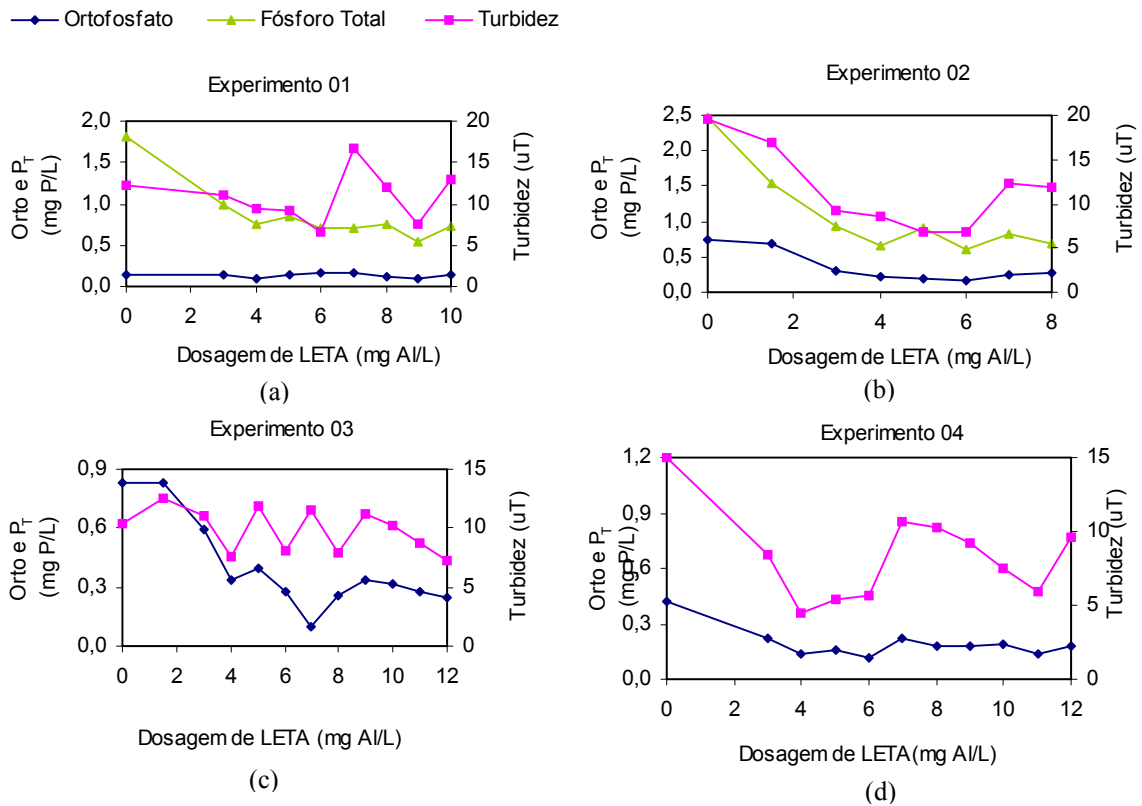 Ortofosfato Fósforo Total Turbidez
Experimento 01
Orto e PT
(mg P/L)
2,0
1,5
1,0
0,5
0,0
20
15
10
5
0
Turbidez (uT)
0 2 4 6 8 10
Dosagem de LETA (mg Al/L)
(a)
Experimento 02
Orto e PT
(mg P/L)
2,5
2,0
1,5
1,0
0,5
0,0
20
15
10
5
0
Turbidez (uT)
0 2 4 6 8
Dosagem de LETA (mg Al/L)
(b)
Experimento 03
Orto e PT
(mg P/L)
0,9
0,6
0,3
0,0
15
10
5
0
Turbidez (uT)
0 2 4 6 8 10 12
Dosagem de LETA (mg Al/L)
(c)
Experimento 04
Orto e PT
(mg P/L)
1,2
0,9
0,6
0,3
0,0
15
10
5
0
Turbidez (uT)
0 2 4 6 8 10 12
Dosagem de LETA(mg Al/L)
(d)